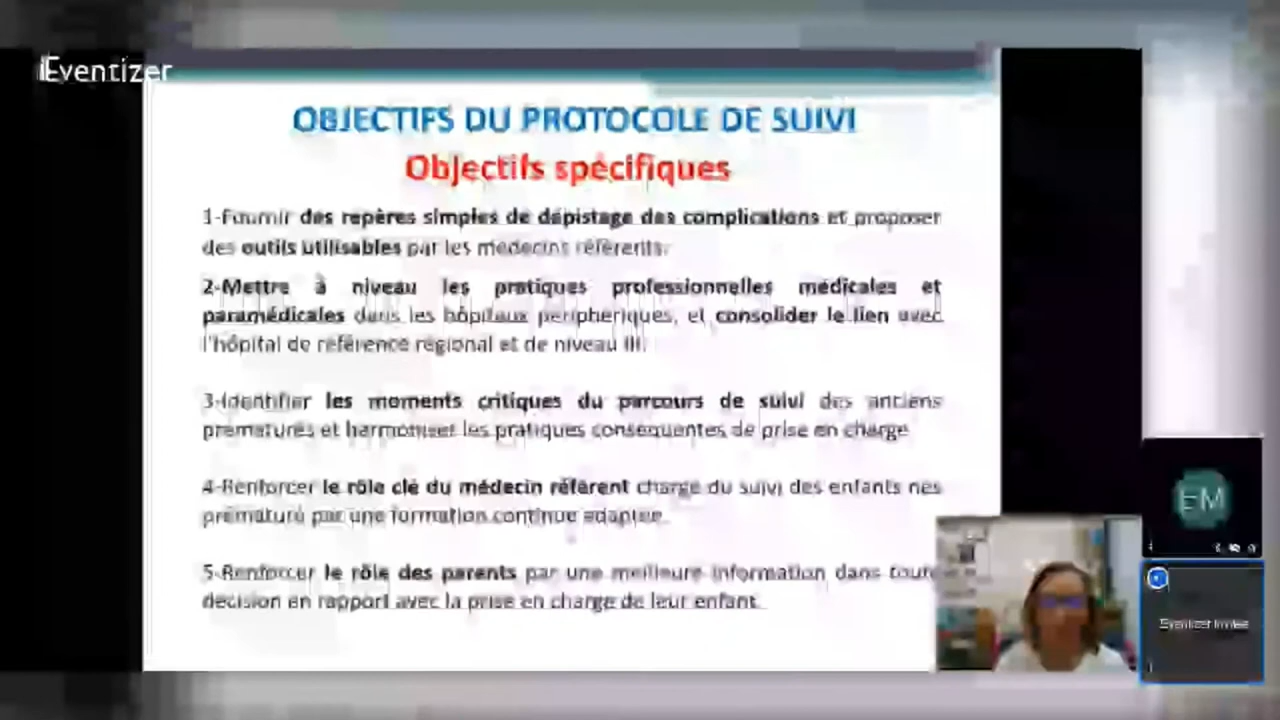 Eventizer
OBJECTIFS DU PROTOCOLE DE SUIVI
Objectifs spécifiques
1-Fournir des repères simples de dépistage des complications et proposer
des outils utilisables par les médecins référents.
2-Mettre à niveau les pratiques professionnelles médicales et
paramédicales dans les hôpitaux périphériques, et consolider le lien avec
l'hôpital de référence régional et de niveau III.
3-Identifier les moments critiques du parcours de suivi des anciens
prématurés et harmoniser les pratiques conséquentes de prise en charge
4-Renforcer le rôle clé du médecin référent chargé du suivi des enfants nés
prématuré par une formation continue adaptée.
5-Renforcer le rôle des parents par une meilleure information dans toute
décision en rapport avec la prise en charge de leur enfant.
EM
Eventizer